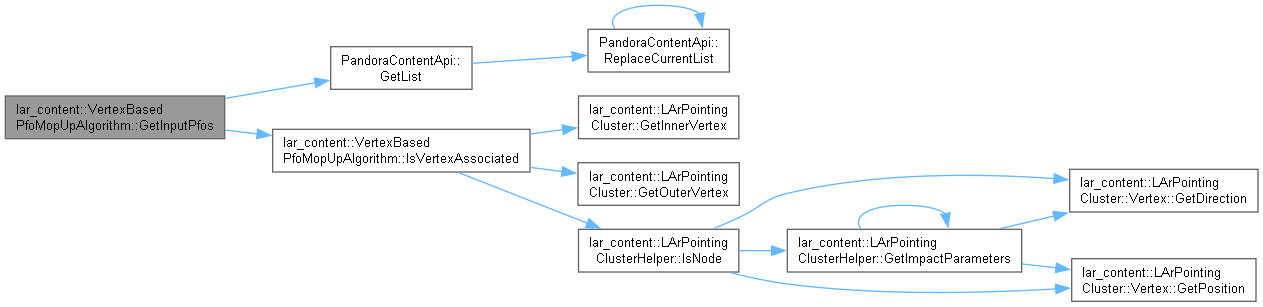 lar_content::VertexBased
PfoMopUpAlgorithm::GetInputPfos
PandoraContentApi::
GetList
PandoraContentApi::
ReplaceCurrentList
lar_content::VertexBased
PfoMopUpAlgorithm::IsVertexAssociated
lar_content::LArPointing
Cluster::GetInnerVertex
lar_content::LArPointing
Cluster::GetOuterVertex
lar_content::LArPointing
ClusterHelper::IsNode
lar_content::LArPointing
ClusterHelper::GetImpactParameters
lar_content::LArPointing
Cluster::Vertex::GetDirection
lar_content::LArPointing
Cluster::Vertex::GetPosition